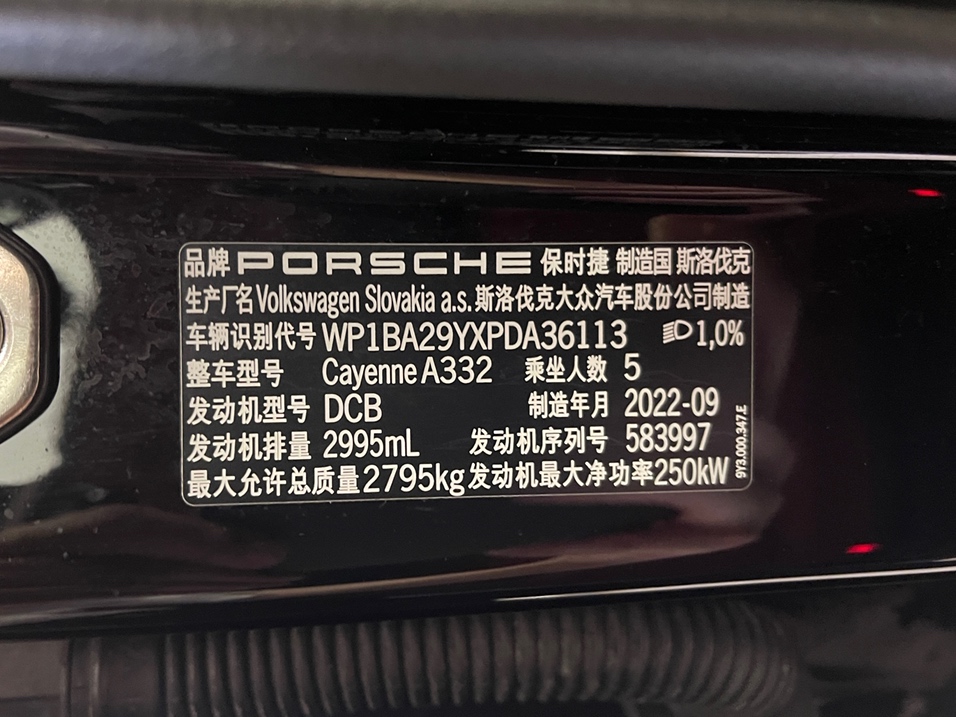 品牌 PORSCHE 保时捷 制造国 斯洛伐克
生产厂名 Volkswagen Slovakia a.s. 斯洛伐克大众汽车股份公司制造
车辆识别代号 WP1BA29YXPDA36113 1,0%
整车型号 Cayenne A332 乘坐人数 5
发动机型号 DCB 制造年月 2022-09
发动机排量 2995mL 发动机序列号 583997
最大允许总质量 2795kg 发动机最大净功率 250kW
9Y3.000.347.E